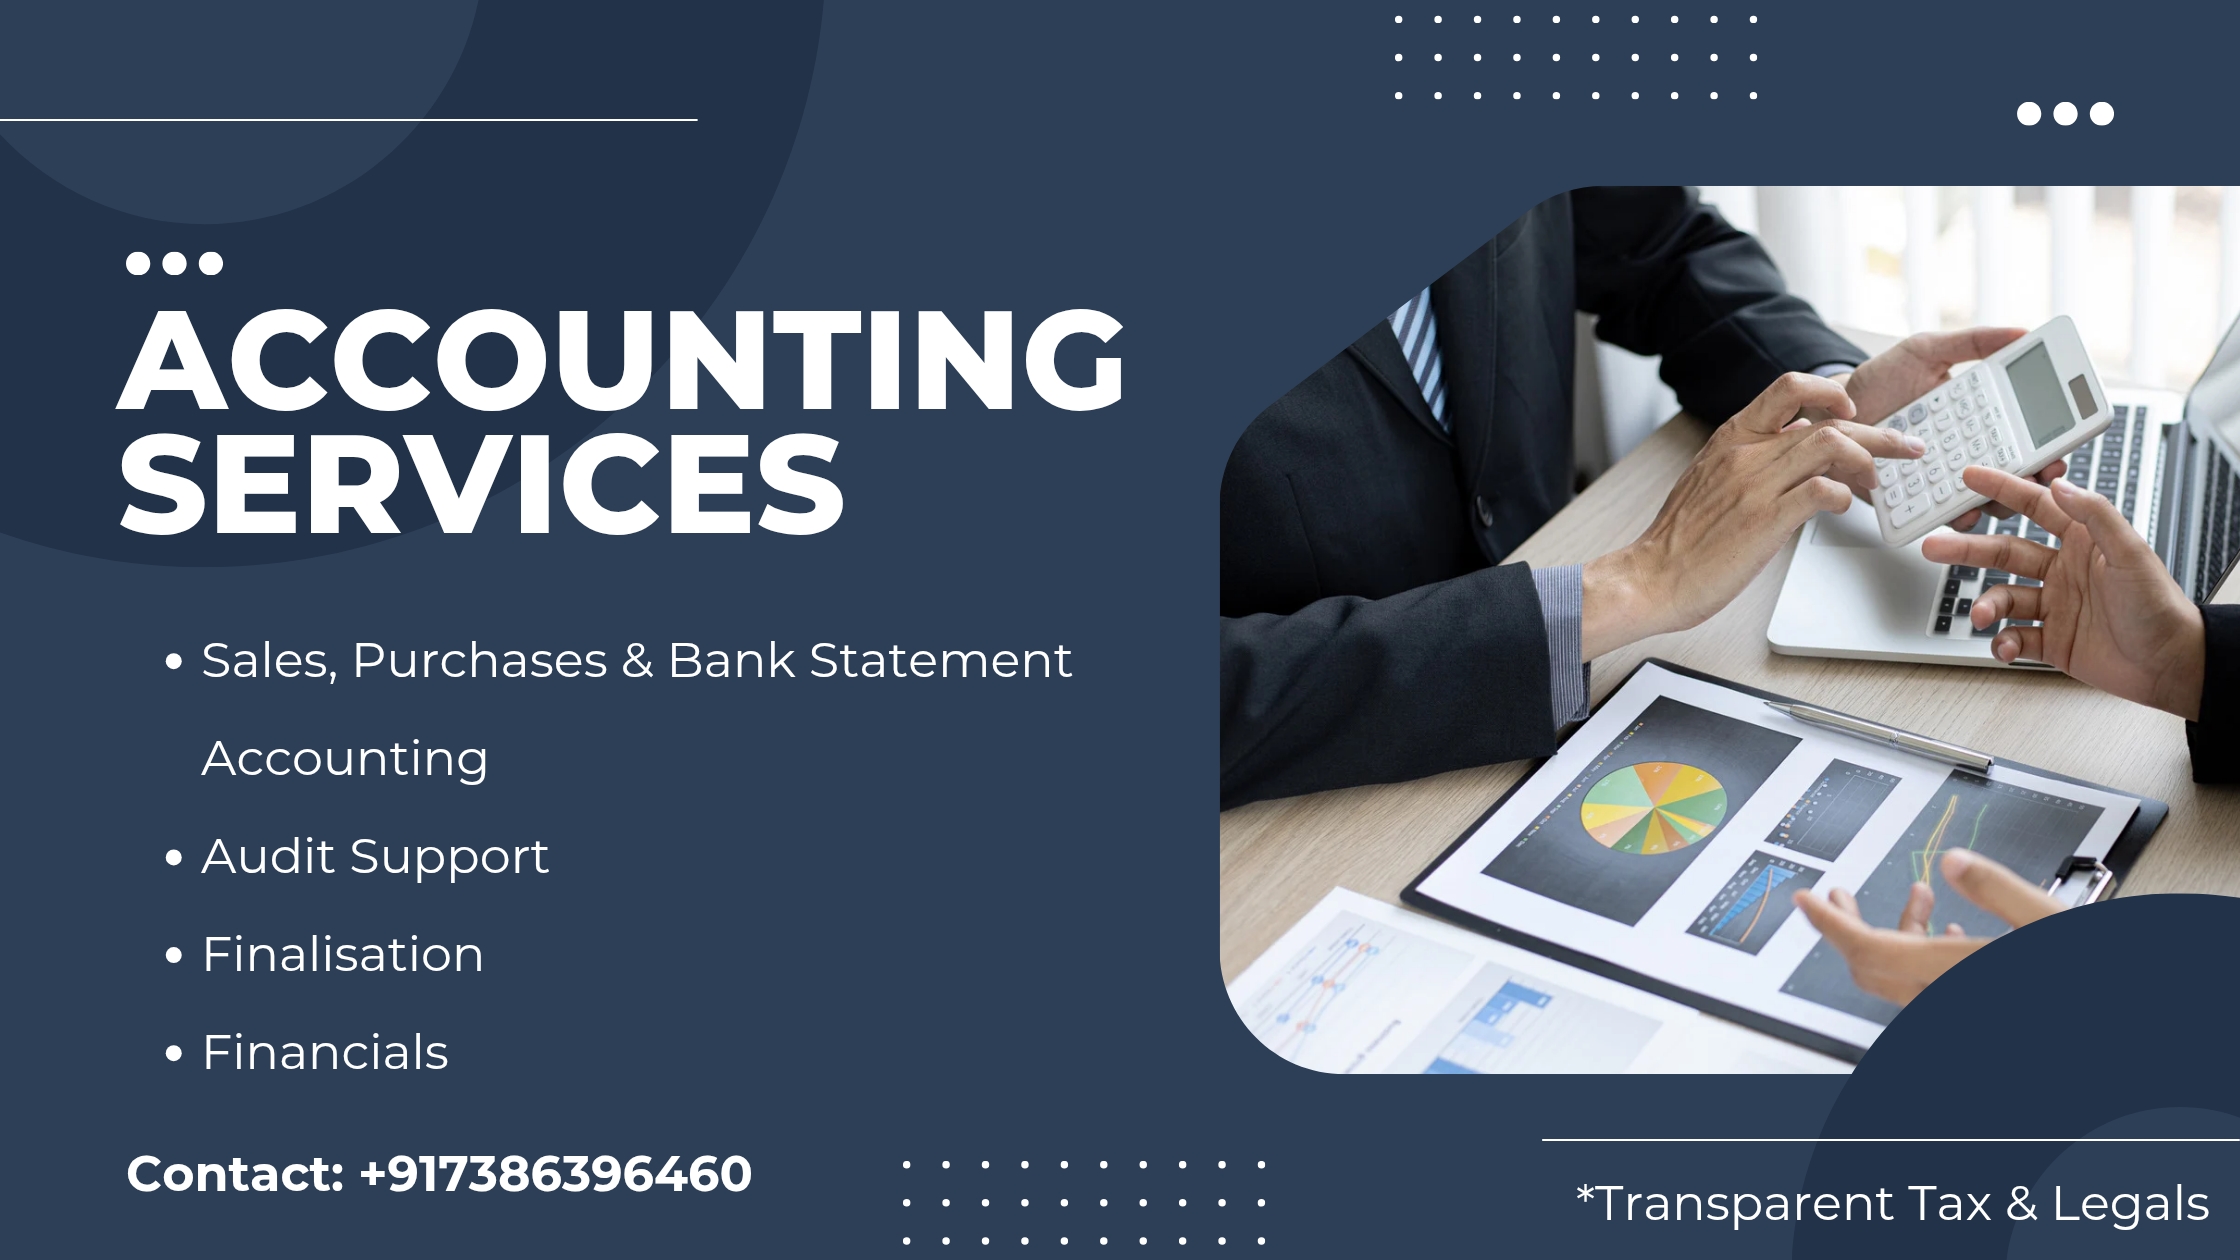 ACCOUNTING
SERVICES
• Sales, Purchases & Bank Statement
Accounting
• Audit Support
• Finalisation
• Financials
Contact: +917386396460
*Transparent Tax & Legals